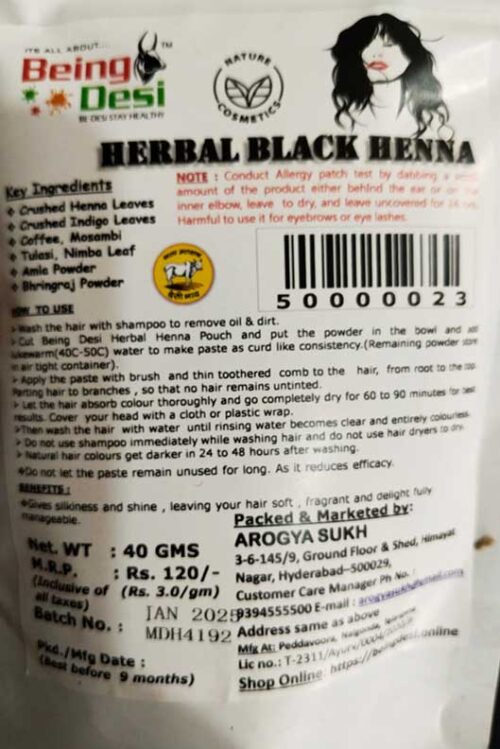 IT'S ALL ABOUT...
Being TM
Desi
BE DESI STAY HEALTHY
NATURE
COSMETICS
HERBAL BLACK HENNA
Key Ingredients
Crushed Henna Leaves
Crushed Indigo Leaves
Coffee, Mosambi
Tulasi, Nimba Leaf
Amla Powder
Bhringraj Powder
NOTE : Conduct Allergy patch test by dabbing a
amount of the product either behind the ear or on
inner elbow, leave to dry, and leave uncovered for
Harmful to use it for eyebrows or eye lashes.
50000023
HOW TO USE
Wash the hair with shampoo to remove oil & dirt.
Cut Being Desi Herbal Henna Pouch and put the powder in the bowl and add
lukewarm(40C-50C) water to make paste as curd like consistency.(Remaining powder store
in air tight container).
Apply the paste with brush and thin toothered comb to the hair, from root to the top
Parting hair to branches , so that no hair remains untinted.
Let the hair absorb colour thoroughly and go completely dry for 60 to 90 minutes for best
results. Cover your head with a cloth or plastic wrap.
Then wash the hair with water until rinsing water becomes clear and entirely colourless.
Do not use shampoo immediately while washing hair and do not use hair dryers to dry.
Natural hair colours get darker in 24 to 48 hours after washing.
Do not let the paste remain unused for long. As it reduces efficacy.
BENEFITS :
Gives silkiness and shine , leaving your hair soft , fragrant and delight fully
manageable.
Net. WT : 40 GMS
M.R.P. : Rs. 120/-
(Inclusive of (Rs. 3.0/gm)
all taxes)
Batch No. : JAN 2025
MDH4192
Pkd./Mfg Date :
(Best before 9 months)
Packed & Marketed by:
AROGYA SUKH
3-6-145/9, Ground Floor & Shed, Himayat
Nagar, Hyderabad-500029,
Customer Care Manager Ph No. :
9394555500 E-mail :
Address same as above
Mfg At: Peddavoora, Nalgonda,
Lic no.: T-2311/Ayur/
Shop Online https://beingdesi.online